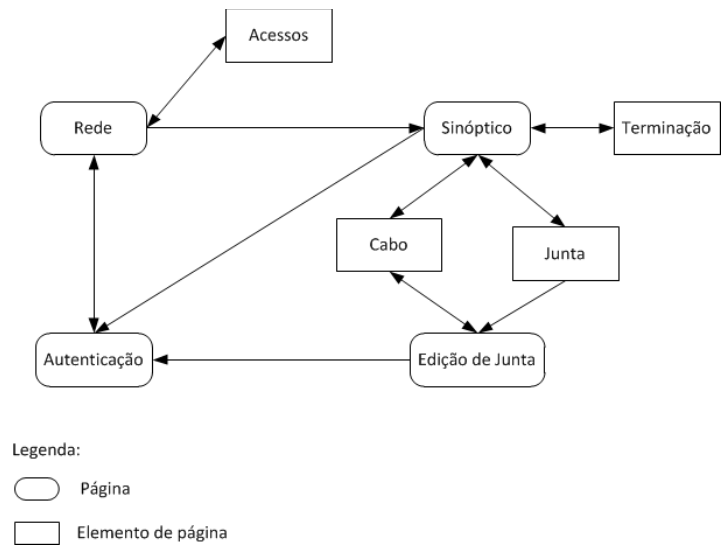 Acessos
Rede
Sinóptico
Terminação
Cabo
Junta
Autenticação
Edição de Junta
Legenda:
Página
Elemento de página